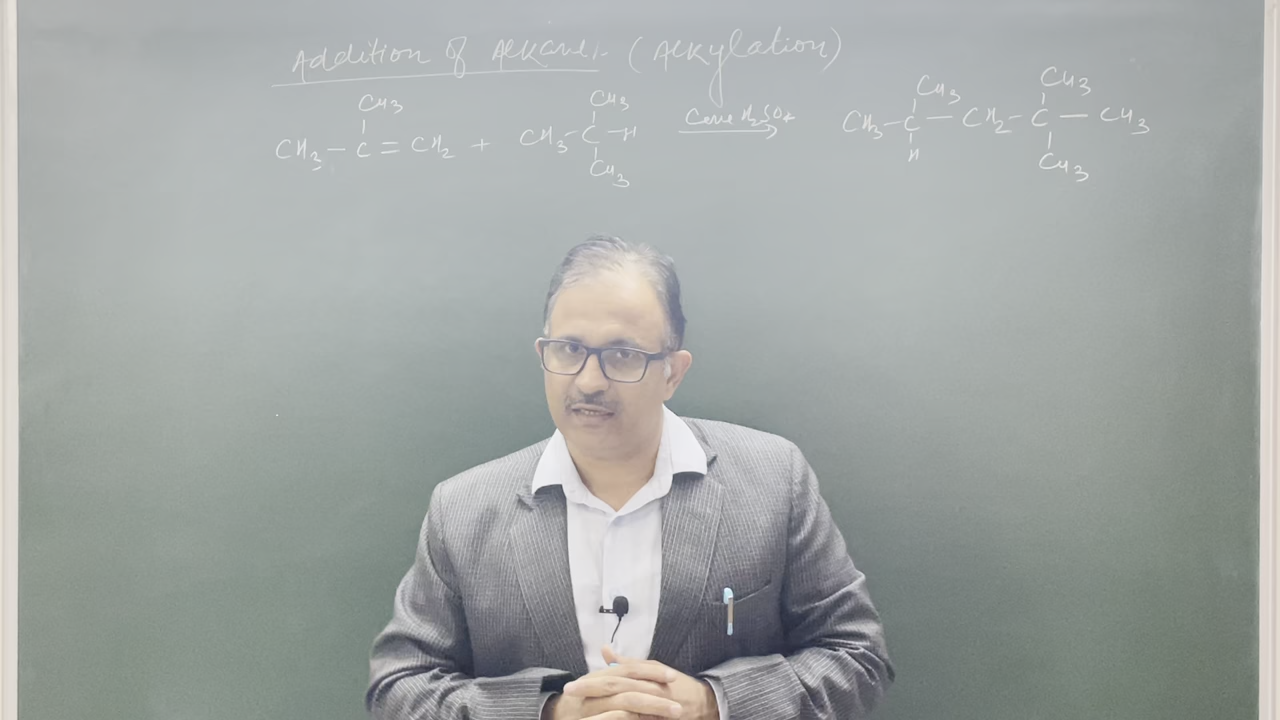 Addition of Alkanes (Alkylation)
CH3 CH3 CH3 CH3
CH3 – C = CH2 + CH3 – C – H Conc H2SO4 CH3 – C – CH2 – C – CH3
CH3 H CH3